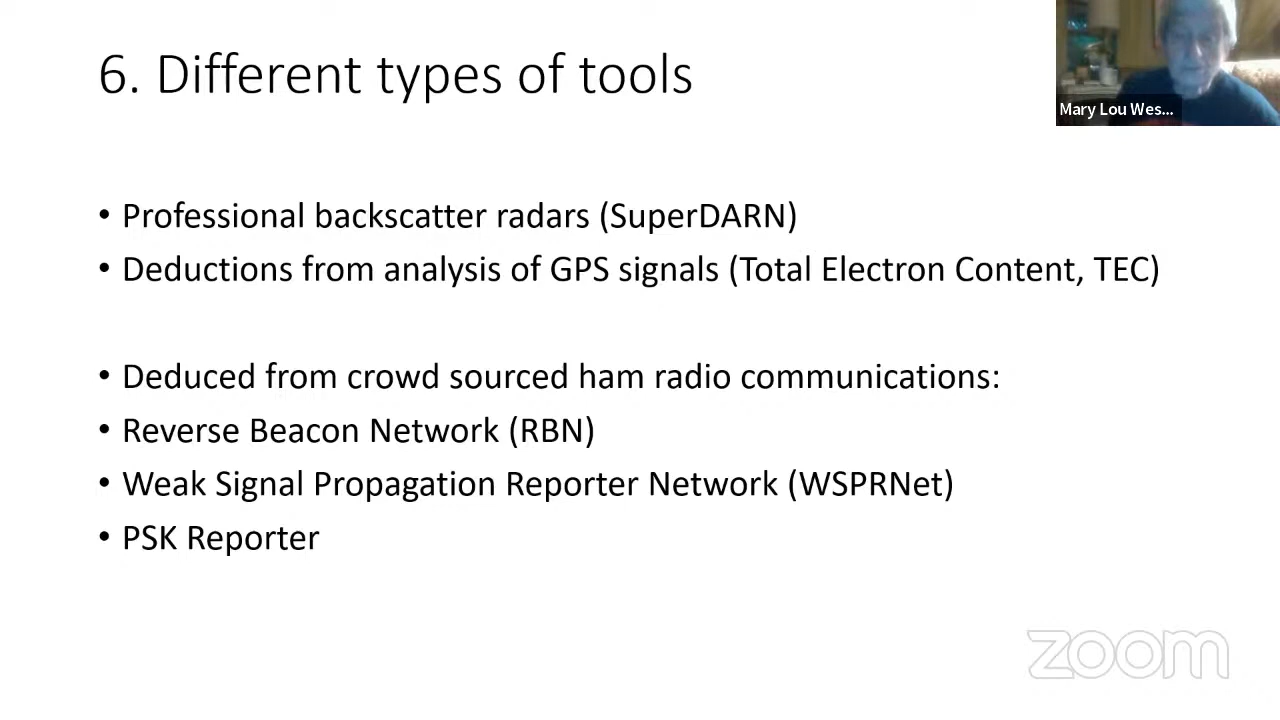 6. Different types of tools
Mary Lou Wes...
• Professional backscatter radars (SuperDARN)
• Deductions from analysis of GPS signals (Total Electron Content, TEC)
• Deduced from crowd sourced ham radio communications:
• Reverse Beacon Network (RBN)
• Weak Signal Propagation Reporter Network (WSPRNet)
• PSK Reporter
zoom